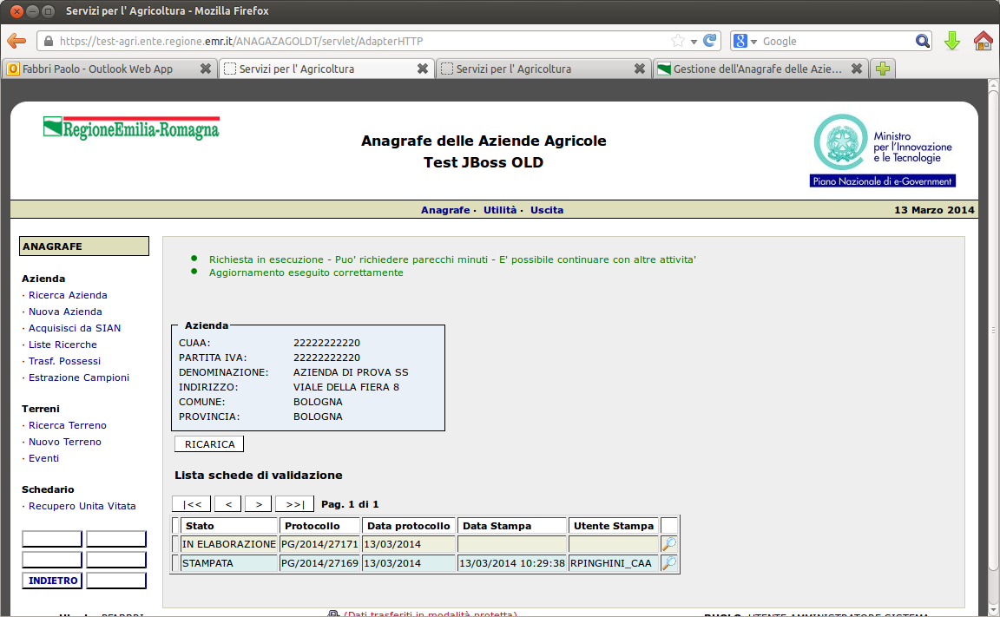 Servizi per l' Agricoltura - Mozilla Firefox
https://test-agri.ente.regione.emr.it/ANAGAZAGOLDT/servlet/AdapterHTTP
Google
Fabbri Paolo - Outlook Web App
Servizi per l' Agricoltura
Servizi per l' Agricoltura
Gestione dell'Anagrafe delle Azie...
RegioneEmilia-Romagna
Anagrafe delle Aziende Agricole
Test JBoss OLD
Ministro
per l'Innovazione
e le Tecnologie
Piano Nazionale di e-Government
Anagrafe · Utilità · Uscita
13 Marzo 2014
ANAGRAFE
Azienda
· Ricerca Azienda
· Nuova Azienda
· Acquisisci da SIAN
· Liste Ricerche
· Trasf. Possessi
· Estrazione Campioni
Terreni
· Ricerca Terreno
· Nuovo Terreno
· Eventi
Schedario
· Recupero Unita Vitata
INDIETRO
Richiesta in esecuzione - Puo' richiedere parecchi minuti - E' possibile continuare con altre attivita'
Aggiornamento eseguito correttamente
Azienda
CUAA: 22222222220
PARTITA IVA: 22222222220
DENOMINAZIONE: AZIENDA DI PROVA SS
INDIRIZZO: VIALE DELLA FIERA 8
COMUNE: BOLOGNA
PROVINCIA: BOLOGNA
RICARICA
Lista schede di validazione
|<< < > >>| Pag. 1 di 1
Stato Protocollo Data protocollo Data Stampa Utente Stampa
IN ELABORAZIONE PG/2014/27171 13/03/2014
STAMPATA PG/2014/27169 13/03/2014 13/03/2014 10:29:38 RPINGHINI_CAA
(Dati trasferiti in modalità protetta)
RUOLO: UTENTE AMMINISTRATORE SISTEMA